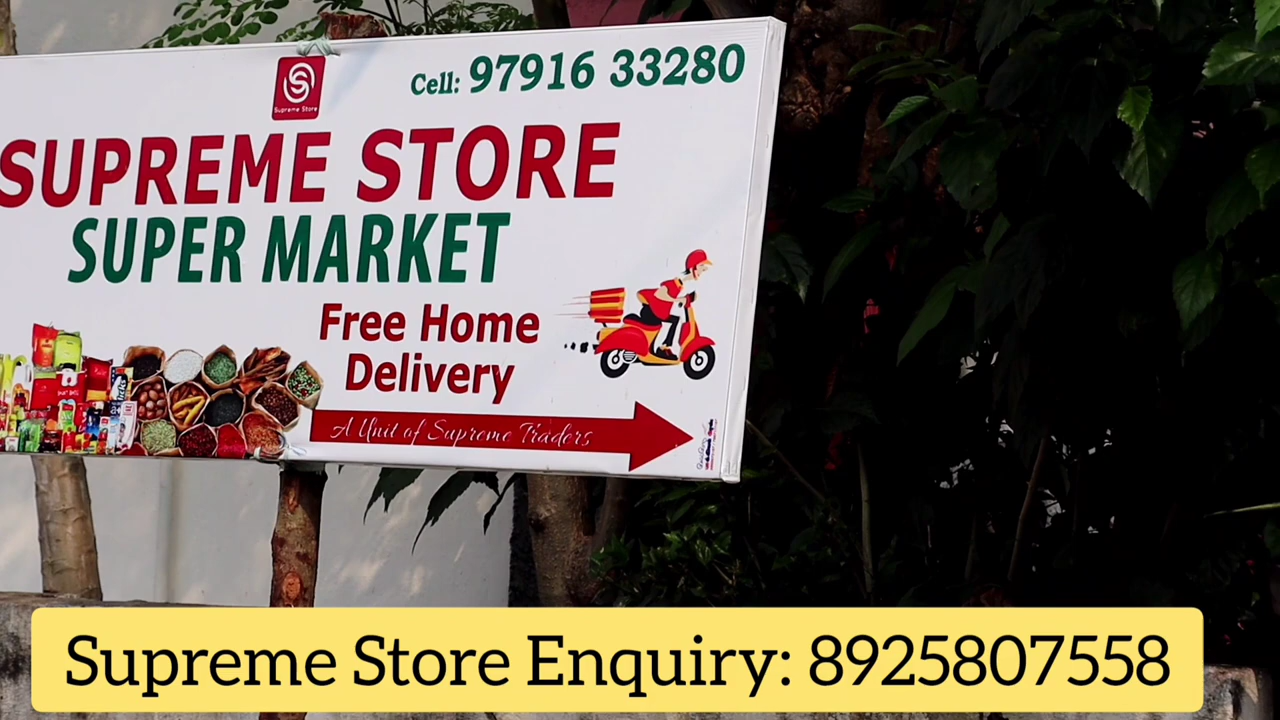 Supreme Store
Cell: 97916 33280
SUPREME STORE
SUPER MARKET
Free Home
Delivery
A Unit of Supreme Traders
Supreme Store Enquiry: 8925807558